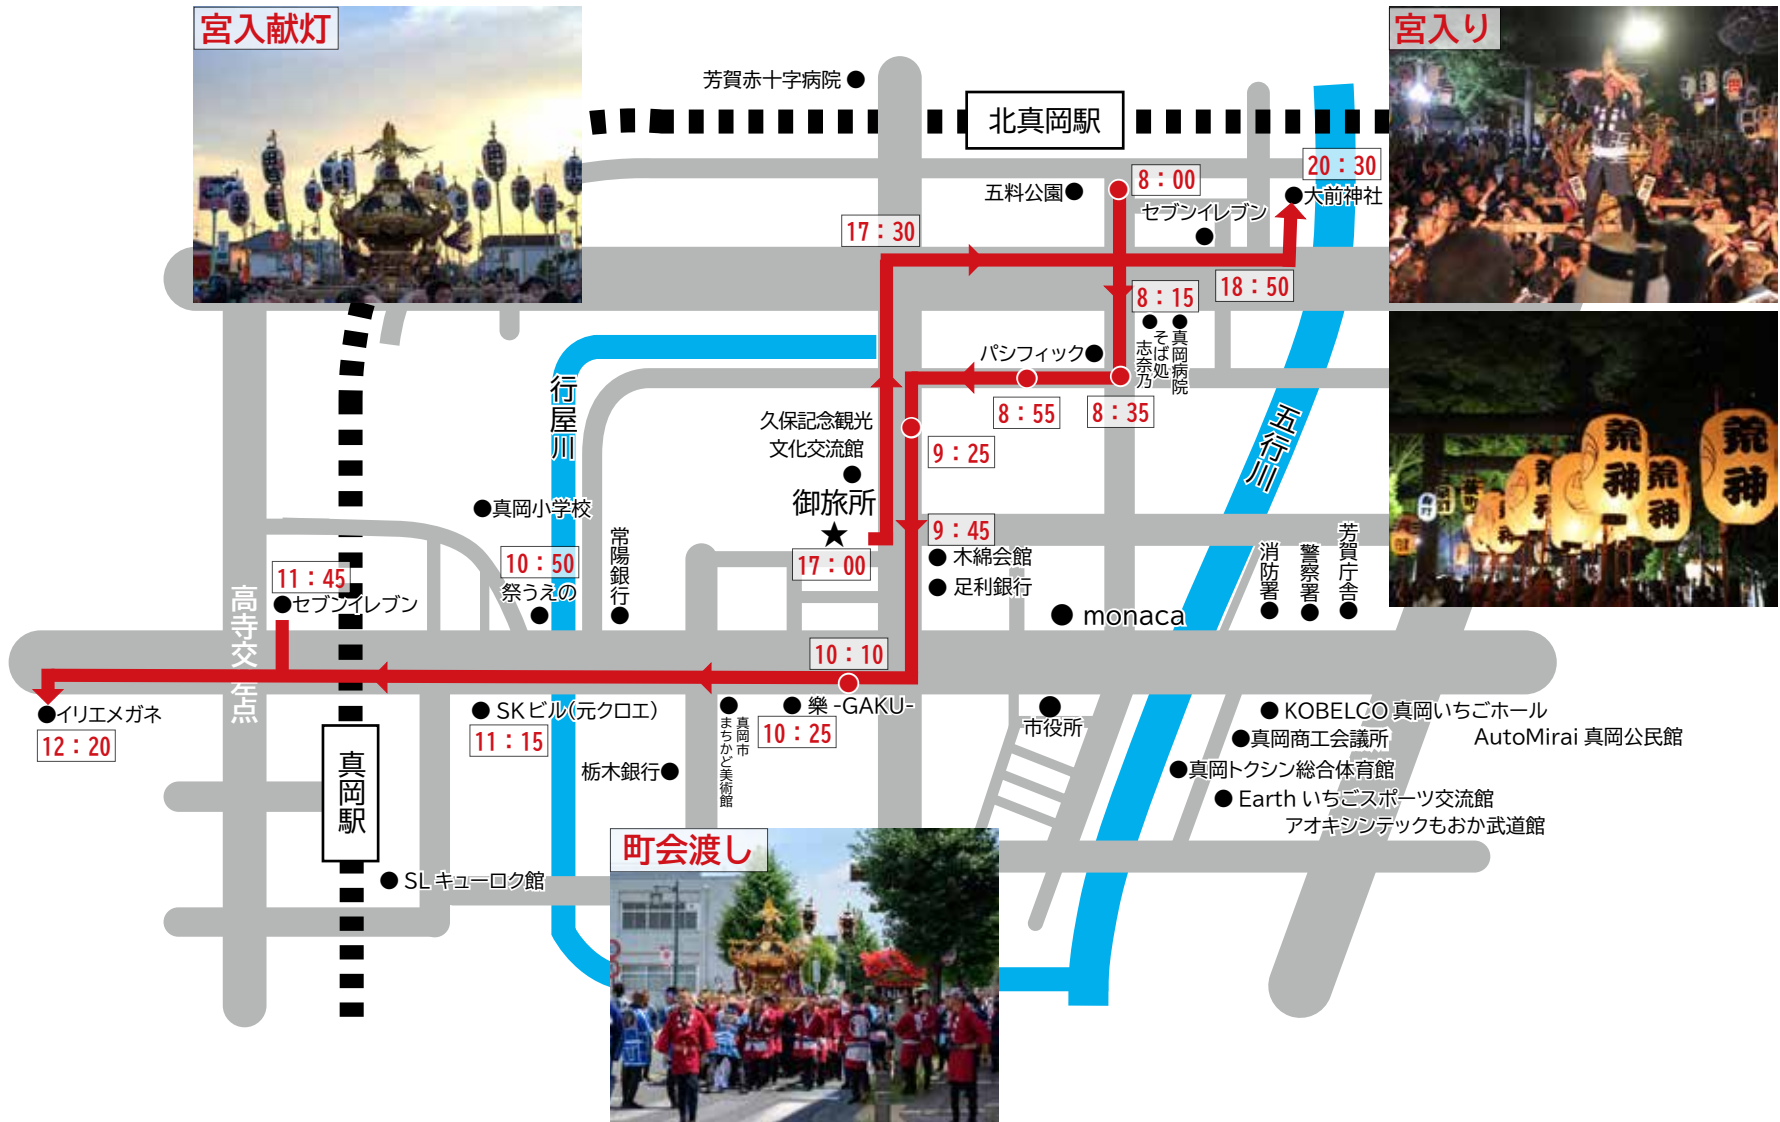 宮入献灯
宮入り
芳賀赤十字病院
北真岡駅
20：30
大前神社
8：00
五料公園
セブンイレブン
17：30
18：50
8：15
真岡病院
そば処
志奈乃
パシフィック
8：55
8：35
行屋川
五行川
久保記念観光
文化交流館
9：25
御旅所
17：00
9：45
木綿会館
足利銀行
真岡小学校
10：50
祭うえの
常陽銀行
11：45
セブンイレブン
高寺交差点
monaca
消防署
警察署
芳賀庁舎
荒神
荒神
荒神
10：10
イリエメガネ
12：20
SKビル（元クロエ）
11：15
真岡市
まちかど美術館
樂 -GAKU-
10：25
栃木銀行
市役所
KOBELCO 真岡いちごホール
AutoMirai 真岡公民館
真岡商工会議所
真岡トクシン総合体育館
Earth いちごスポーツ交流館
アオキシンテックもおか武道館
真岡駅
SLキューロク館
町会渡し